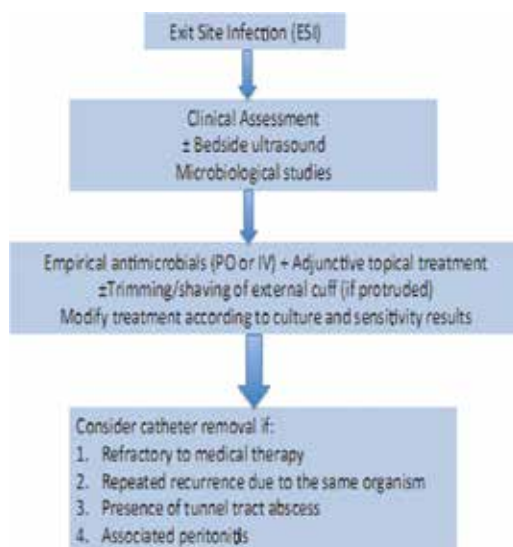 Exit Site Infection (ESI)
Clinical Assessment
± Bedside ultrasound
Microbiological studies
Empirical antimicrobials (PO or IV) + Adjunctive topical treatment
±Trimming/shaving of external cuff (if protruded)
Modify treatment according to culture and sensitivity results
Consider catheter removal if:
1. Refractory to medical therapy
2. Repeated recurrence due to the same organism
3. Presence of tunnel tract abscess
4. Associated peritonitis